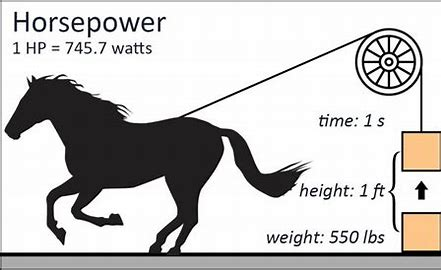 Horsepower
1 HP = 745.7 watts
time: 1 s
height: 1 ft
weight: 550 lbs